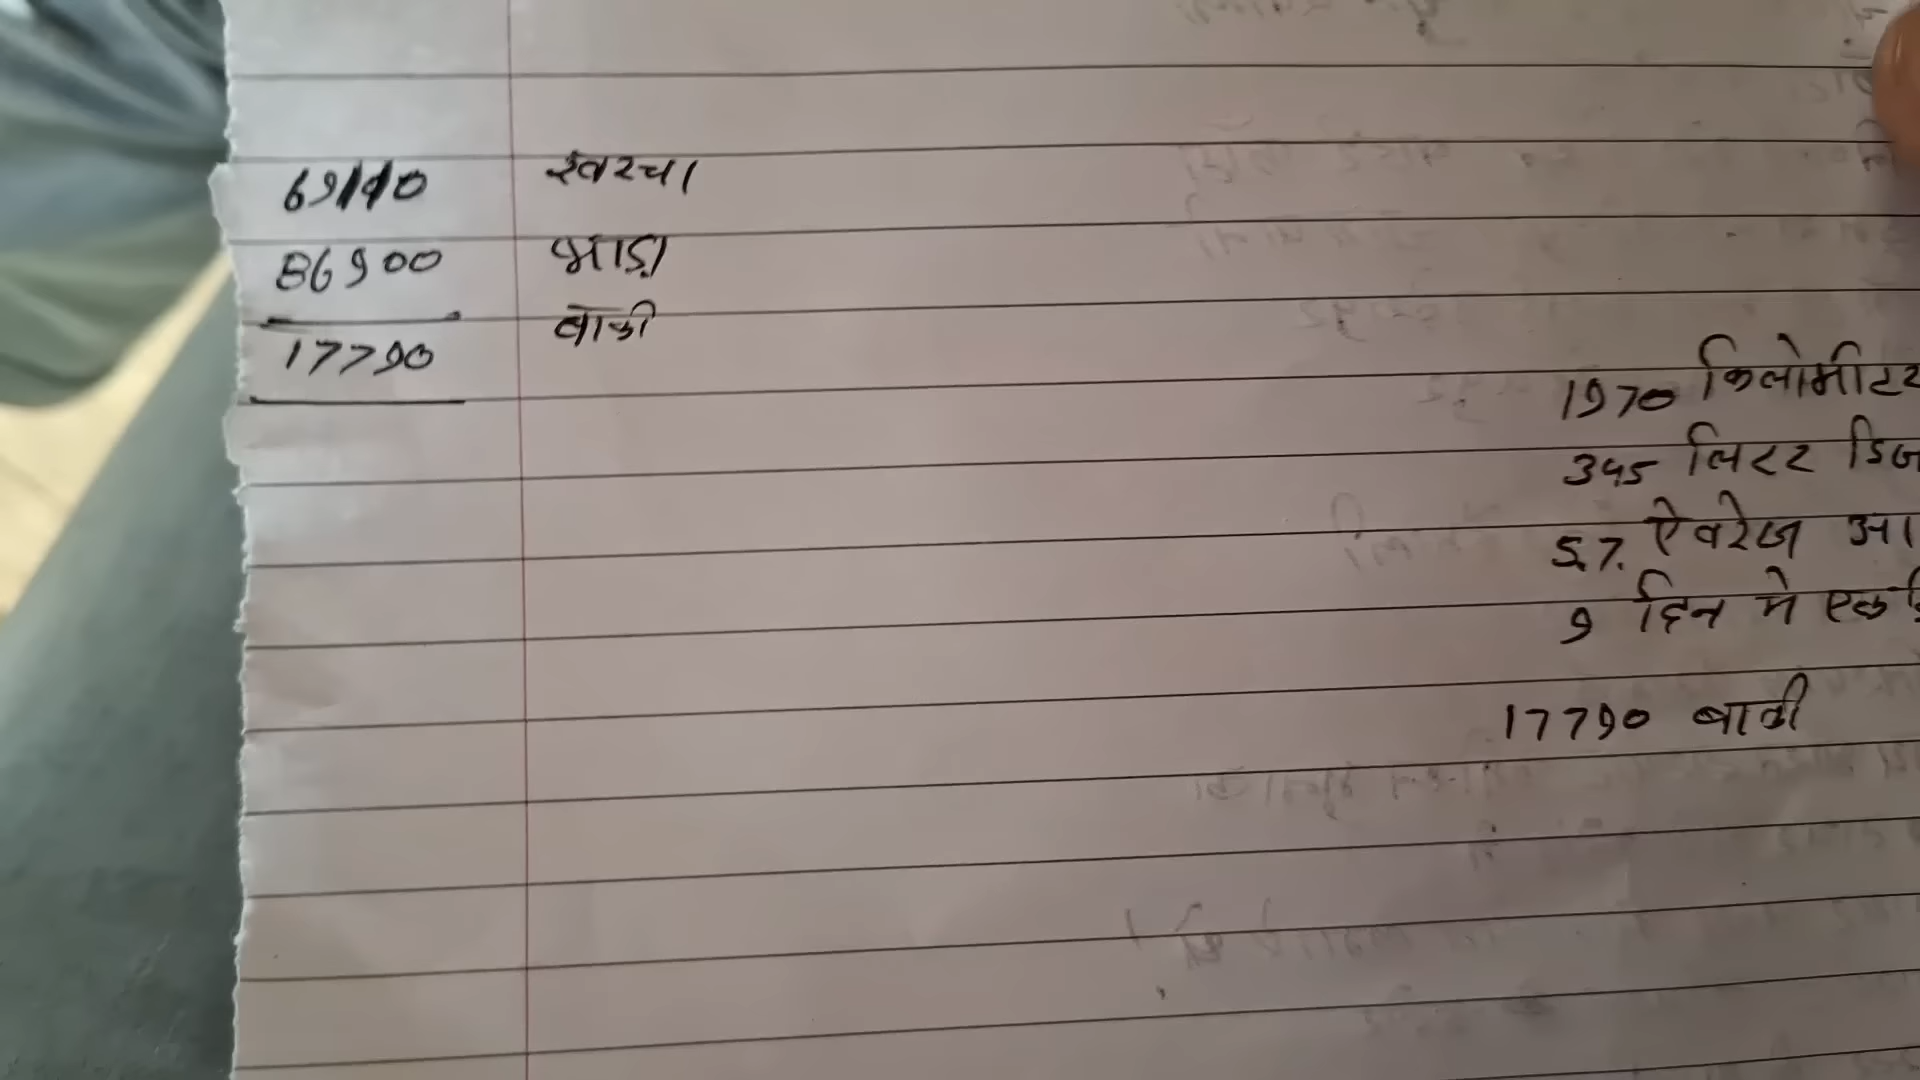 69110 खरचा
86900 भाड़ा
17790 बाकी
1970 किलोमीटर
345 लिटर डिज
5.7. ऐवरेज आ
9 दिन मे एक
17790 बाकी